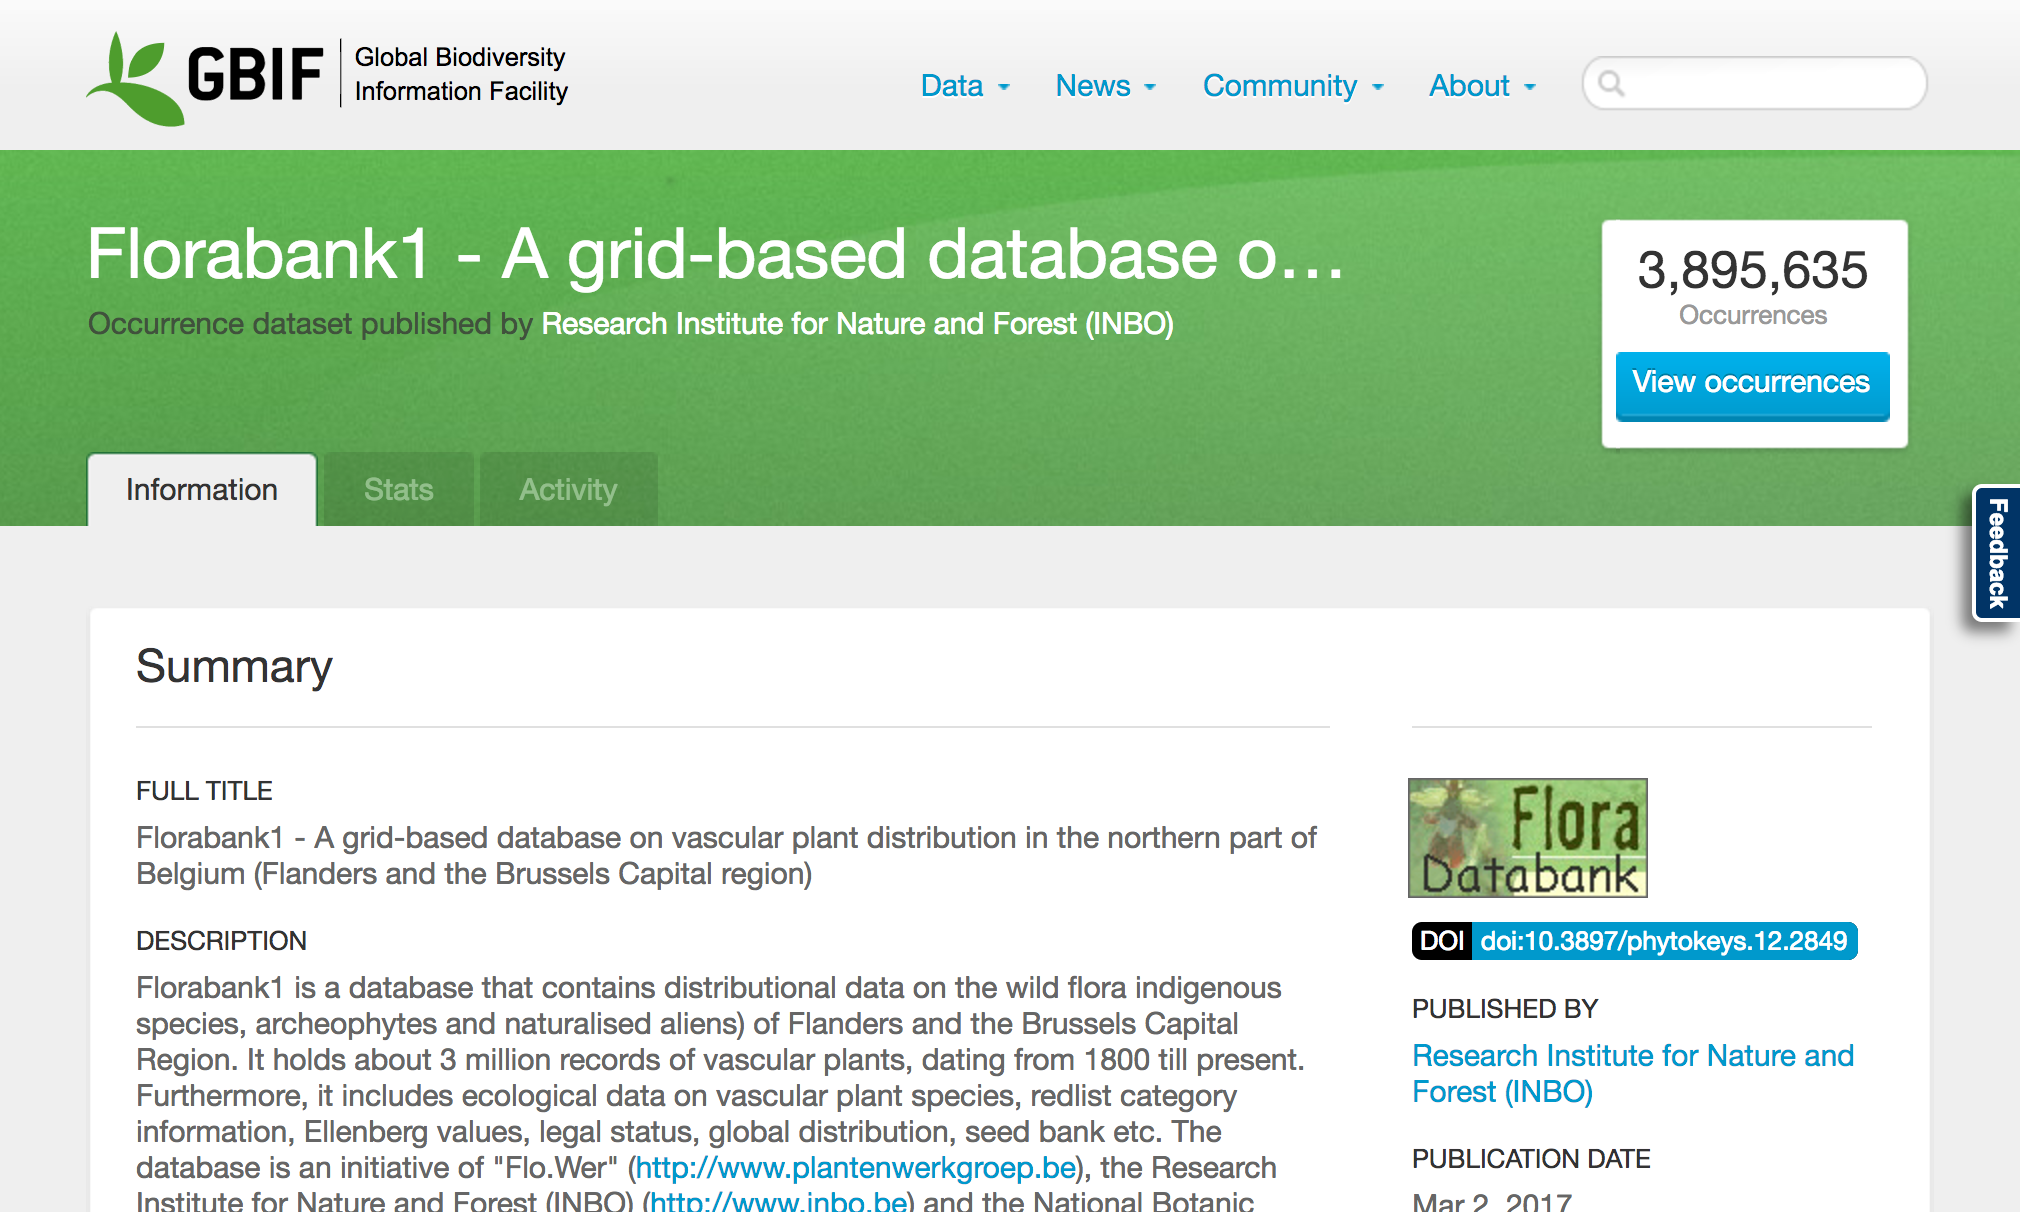 GBIF
Global Biodiversity
Information Facility
Data
News
Community
About
Florabank1 - A grid-based database o...
Occurrence dataset published by Research Institute for Nature and Forest (INBO)
3,895,635
Occurrences
View occurrences
Information
Stats
Activity
Feedback
Summary
FULL TITLE
Florabank1 - A grid-based database on vascular plant distribution in the northern part of
Belgium (Flanders and the Brussels Capital region)
DESCRIPTION
Florabank1 is a database that contains distributional data on the wild flora indigenous
species, archeophytes and naturalised aliens) of Flanders and the Brussels Capital
Region. It holds about 3 million records of vascular plants, dating from 1800 till present.
Furthermore, it includes ecological data on vascular plant species, redlist category
information, Ellenberg values, legal status, global distribution, seed bank etc. The
database is an initiative of "Flo.Wer" (http://www.plantenwerkgroep.be), the Research
Institute for Nature and Forest (INBO) (http://www.inbo.be) and the National Botanic
Flora
Databank
DOI doi:10.3897/phytokeys.12.2849
PUBLISHED BY
Research Institute for Nature and
Forest (INBO)
PUBLICATION DATE
Mar 2, 2017